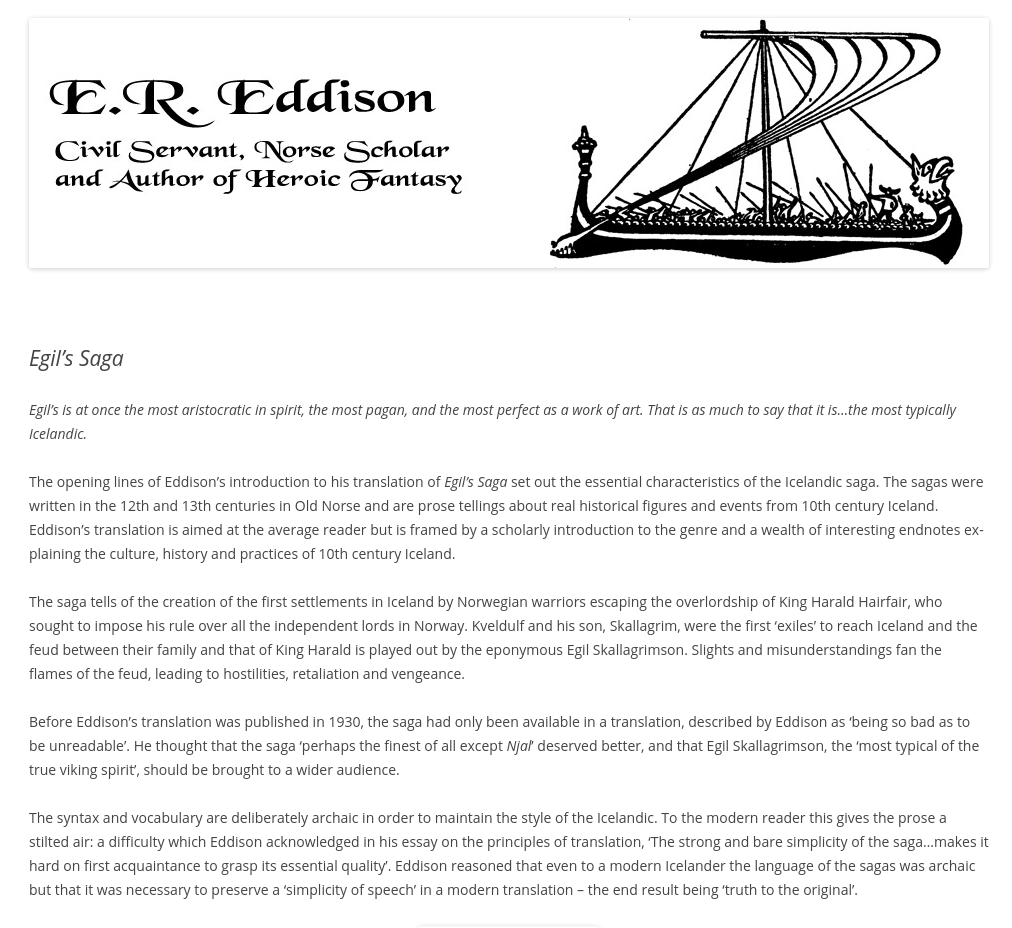 E.R. Eddison
Civil Servant, Norse Scholar
and Author of Heroic Fantasy
Egil’s Saga
Egil’s is at once the most aristocratic in spirit, the most pagan, and the most perfect as a work of art. That is as much to say that it is…the most typically
Icelandic.
The opening lines of Eddison’s introduction to his translation of Egil’s Saga set out the essential characteristics of the Icelandic saga. The sagas were
written in the 12th and 13th centuries in Old Norse and are prose tellings about real historical figures and events from 10th century Iceland.
Eddison’s translation is aimed at the average reader but is framed by a scholarly introduction to the genre and a wealth of interesting endnotes ex-
plaining the culture, history and practices of 10th century Iceland.
The saga tells of the creation of the first settlements in Iceland by Norwegian warriors escaping the overlordship of King Harald Hairfair, who
sought to impose his rule over all the independent lords in Norway. Kveldulf and his son, Skallagrim, were the first ‘exiles’ to reach Iceland and the
feud between their family and that of King Harald is played out by the eponymous Egil Skallagrimson. Slights and misunderstandings fan the
flames of the feud, leading to hostilities, retaliation and vengeance.
Before Eddison’s translation was published in 1930, the saga had only been available in a translation, described by Eddison as ‘being so bad as to
be unreadable’. He thought that the saga ‘perhaps the finest of all except Njal’ deserved better, and that Egil Skallagrimson, the ‘most typical of the
true viking spirit’, should be brought to a wider audience.
The syntax and vocabulary are deliberately archaic in order to maintain the style of the Icelandic. To the modern reader this gives the prose a
stilted air: a difficulty which Eddison acknowledged in his essay on the principles of translation, ‘The strong and bare simplicity of the saga…makes it
hard on first acquaintance to grasp its essential quality’. Eddison reasoned that even to a modern Icelander the language of the sagas was archaic
but that it was necessary to preserve a ‘simplicity of speech’ in a modern translation – the end result being ‘truth to the original’.